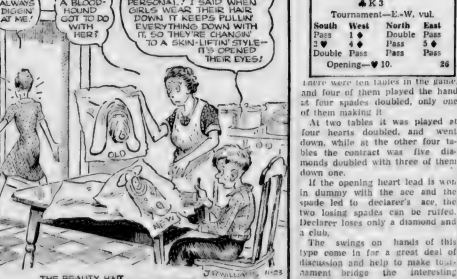 ALWAYS
DIGGIN'
AT ME!
A BLOOD-
HOUND
GOT TO DO
WITH
HER?
PERSONAL! I SAID WHEN
GIRLS WEAR THEIR HAIR
DOWN IT KEEPS PULLIN'
EVERYTHING DOWN WITH
IT, SO THEY'RE CHANGIN'
TO A SKIN-LIFTIN' STYLE—
IT'S OPENED
THEIR EYES!
OLD
NEW
J.R. WILLIAMS
11-23
THE BEAUTY HINT
♣ K 3
Tournament—E.-W. vul.
South West North East
Pass 1 ♦ Double Pass
2 ♥ 4 ♦ Pass 5 ♦
Double Pass Pass Pass
Opening—♥ 10. 26
There were ten tables in the game,
and four of them played the hand
at four spades doubled, only one
of them making it
At two tables it was played at
four hearts doubled, and went
down, while at the other four ta-
bles the contract was five dia-
monds doubled with three of them
down one.
If the opening heart lead is won
in dummy with the ace and the
spade led to declarer's ace, the
two losing spades can be ruffed.
Declarer loses only a diamond and
a club.
The swings on hands of this
type come in for a great deal of
discussion and help to make tour-
nament bridge the interesting